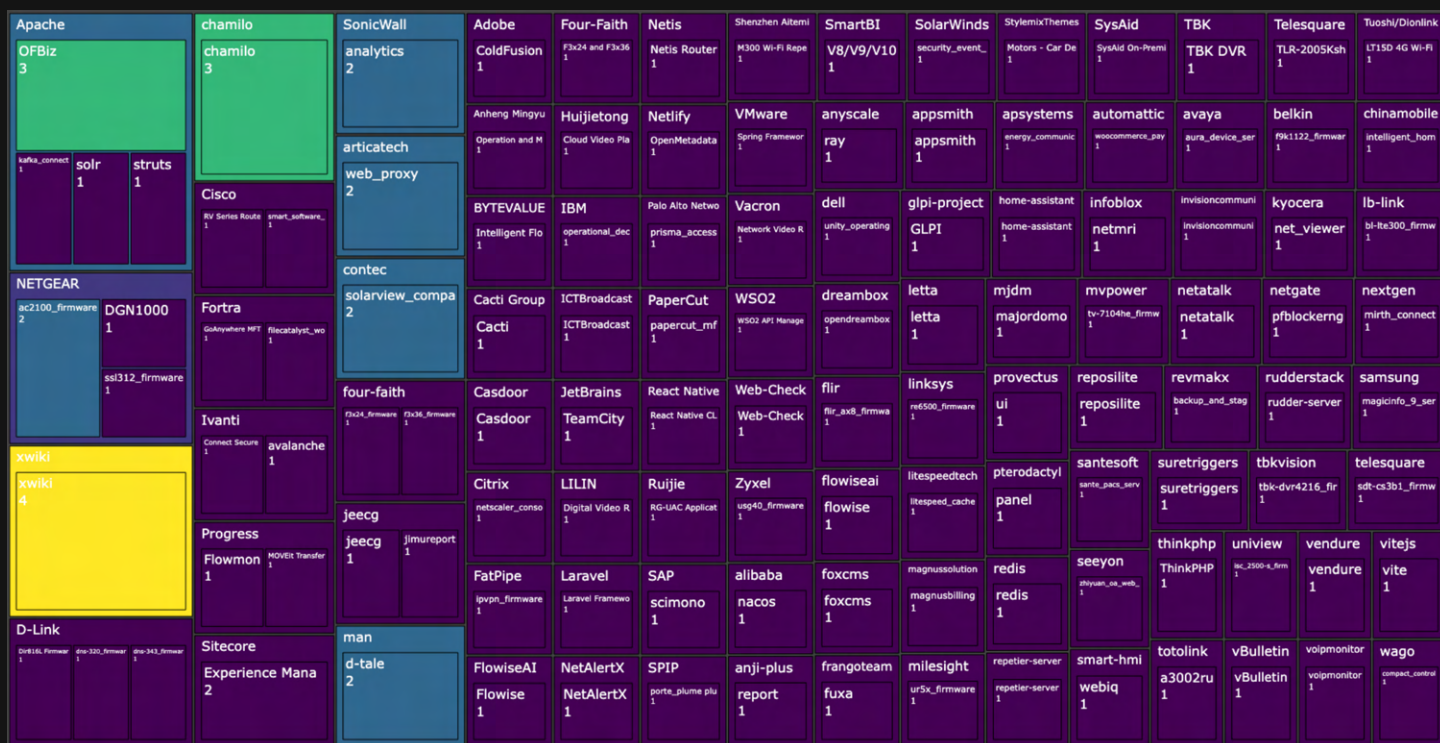 Apache
OFBiz
3
kafka_connect
1
solr
1
struts
1
NETGEAR
ac2100_firmware
2
DGN1000
1
ssl312_firmware
1
xwiki
xwiki
4
D-Link
Dir816L Firmwar
1
dns-320_firmwar
1
dns-343_firmwar
1
chamilo
chamilo
3
Cisco
RV Series Route
1
smart_software_
1
Fortra
GoAnywhere MFT
1
filecatalyst_wo
1
Ivanti
Connect Secure
1
avalanche
1
Progress
Flowmon
1
MOVEit Transfer
1
Sitecore
Experience Mana
2
SonicWall
analytics
2
articatech
web_proxy
2
contec
solarview_compa
2
four-faith
f3x24_firmware
1
f3x36_firmware
1
jeecg
jeecg
1
jimureport
1
man
d-tale
2
Adobe
ColdFusion
1
Anheng Mingyu
Operation and M
1
BYTEVALUE
Intelligent Flo
1
Cacti Group
Cacti
1
Casdoor
Casdoor
1
Citrix
netscaler_conso
1
FatPipe
ipvpn_firmware
1
FlowiseAI
Flowise
1
Four-Faith
F3x24 and F3x36
1
Huijietong
Cloud Video Pla
1
IBM
operational_dec
1
ICTBroadcast
ICTBroadcast
1
JetBrains
TeamCity
1
LILIN
Digital Video R
1
Laravel
Laravel Framewo
1
NetAlertX
NetAlertX
1
Netis
Netis Router
1
Netlify
OpenMetadata
1
Palo Alto Netwo
prisma_access
1
PaperCut
papercut_mf
1
React Native
React Native CL
1
Ruijie
RG-UAC Applicat
1
SAP
scimono
1
SPIP
porte_plume plu
1
Shenzhen Aitemi
M300 Wi-Fi Repe
1
VMware
Spring Framewor
1
Vacron
Network Video R
1
WSO2
WSO2 API Manage
1
Web-Check
Web-Check
1
Zyxel
usg40_firmware
1
alibaba
nacos
1
anji-plus
report
1
SmartBI
V8/V9/V10
1
anyscale
ray
1
dell
unity_operating
1
dreambox
opendreambox
1
flir
flir_ax8_firmwa
1
flowiseai
flowise
1
foxcms
foxcms
1
frangoteam
fuxa
1
SolarWinds
security_event_
1
appsmith
appsmith
1
glpi-project
GLPI
1
letta
letta
1
linksys
re6500_firmware
1
litespeedtech
litespeed_cache
1
magnussolution
magnusbilling
1
milesight
ur5x_firmware
1
StylemixThemes
Motors - Car De
1
apsystems
energy_communic
1
home-assistant
home-assistant
1
mjdm
majordomo
1
provectus
ui
1
pterodactyl
panel
1
redis
redis
1
repetier-server
repetier-server
1
SysAid
SysAid On-Premi
1
automattic
woocommerce_pay
1
infoblox
netmri
1
mvpower
tv-7104he_firmw
1
reposilite
reposilite
1
santesoft
sante_pacs_serv
1
seeyon
zhiyuan_oa_web_
1
smart-hmi
webiq
1
TBK
TBK DVR
1
avaya
aura_device_ser
1
invisioncommuni
invisioncommuni
1
netatalk
netatalk
1
revmakx
backup_and_stag
1
suretriggers
suretriggers
1
thinkphp
ThinkPHP
1
totolink
a3002ru
1
Telesquare
TLR-2005Ksh
1
belkin
f9k1122_firmwar
1
kyocera
net_viewer
1
netgate
pfblockerng
1
rudderstack
rudder-server
1
tbkvision
tbk-dvr4216_fir
1
uniview
isc_2500-s_firm
1
vBulletin
vBulletin
1
vendure
vendure
1
voipmonitor
voipmonitor
1
Tuoshi/Dionlink
LT15D 4G Wi-Fi
1
chinamobile
intelligent_hom
1
lb-link
bl-lte300_firmw
1
nextgen
mirth_connect
1
samsung
magicinfo_9_ser
1
telesquare
sdt-cs3b1_firmw
1
vitejs
vite
1
wago
compact_control
1